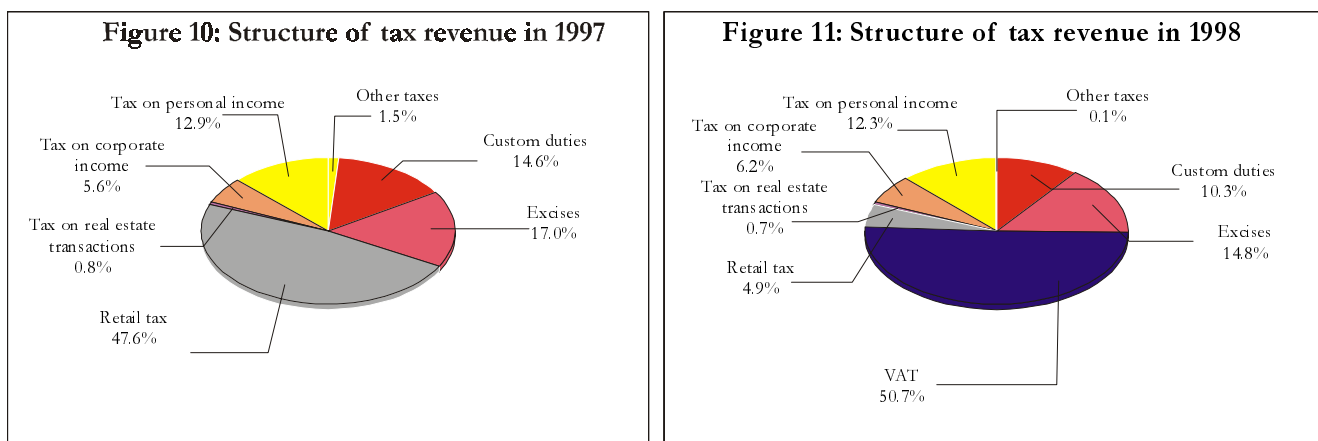 Figure 10: Structure of tax revenue in 1997
Other taxes
1.5%
Tax on personal income
12.9%
Custom duties
14.6%
Tax on corporate
income
5.6%
Excises
17.0%
Tax on real estate
transactions
0.8%
Retail tax
47.6%
Figure 11: Structure of tax revenue in 1998
Other taxes
0.1%
Tax on personal income
12.3%
Tax on corporate
income
6.2%
Custom duties
10.3%
Tax on real estate
transactions
0.7%
Excises
14.8%
Retail tax
4.9%
VAT
50.7%